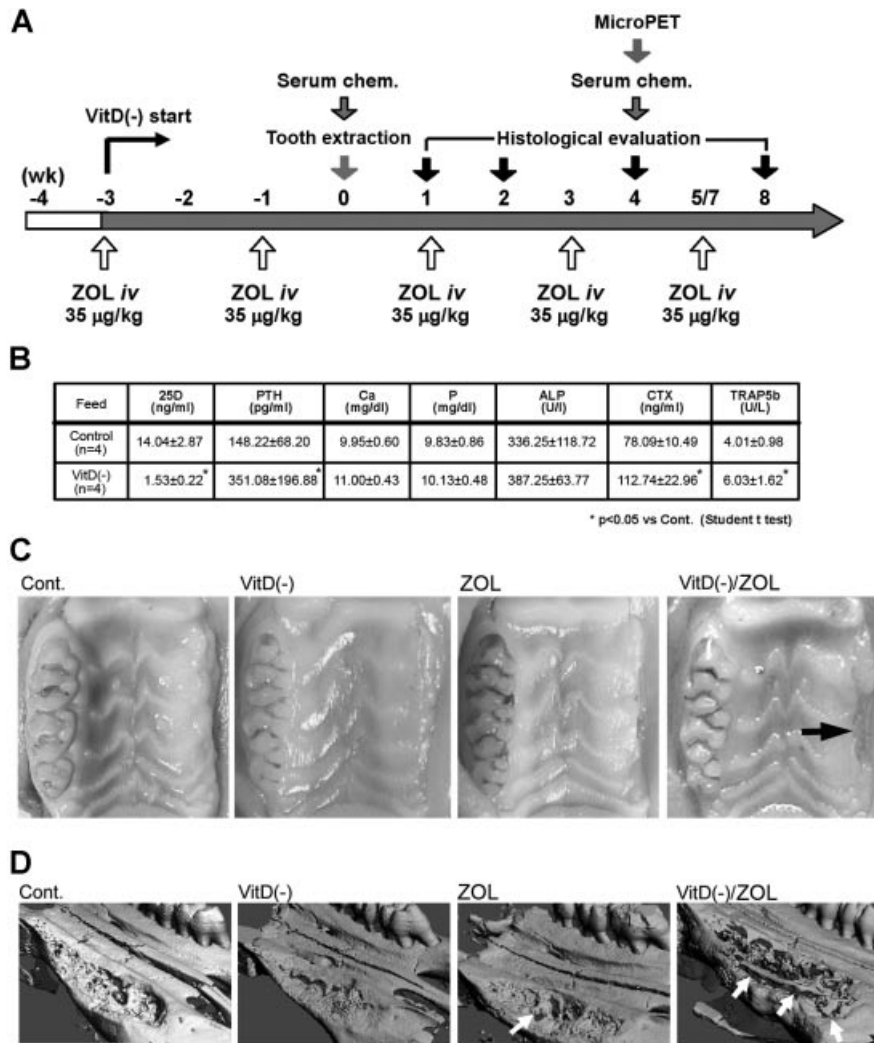 A
MicroPET
Serum chem. Serum chem.
VitD(-) start
Tooth extraction Histological evaluation
(wk)
-4 -3 -2 -1 0 1 2 3 4 5/7 8
ZOL iv ZOL iv ZOL iv ZOL iv ZOL iv
35 µg/kg 35 µg/kg 35 µg/kg 35 µg/kg 35 µg/kg
B
Feed 25D (ng/ml) PTH (pg/ml) Ca (mg/dl) P (mg/dl) ALP (U/l) CTX (ng/ml) TRAP5b (U/L)
Control (n=4) 14.04±2.87 148.22±68.20 9.95±0.60 9.83±0.86 336.25±118.72 78.09±10.49 4.01±0.98
VitD(-) (n=4) 1.53±0.22* 351.08±196.88* 11.00±0.43 10.13±0.48 387.25±63.77 112.74±22.96* 6.03±1.62*
* p<0.05 vs Cont. (Student t test)
C
Cont. VitD(-) ZOL VitD(-)/ZOL
D
Cont. VitD(-) ZOL VitD(-)/ZOL